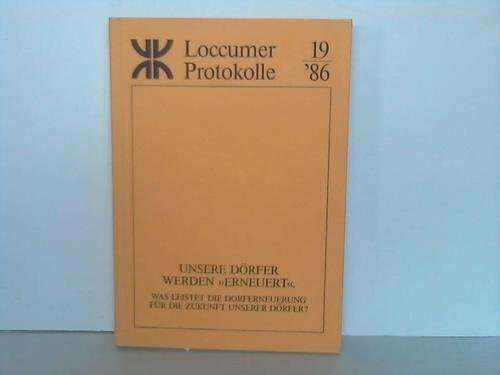 Loccumer 19
Protokolle '86
UNSERE DÖRFER
WERDEN »ERNEUERT«.
WAS LEISTET DIE DORFERNEUERUNG
FÜR DIE ZUKUNFT UNSERER DÖRFER?